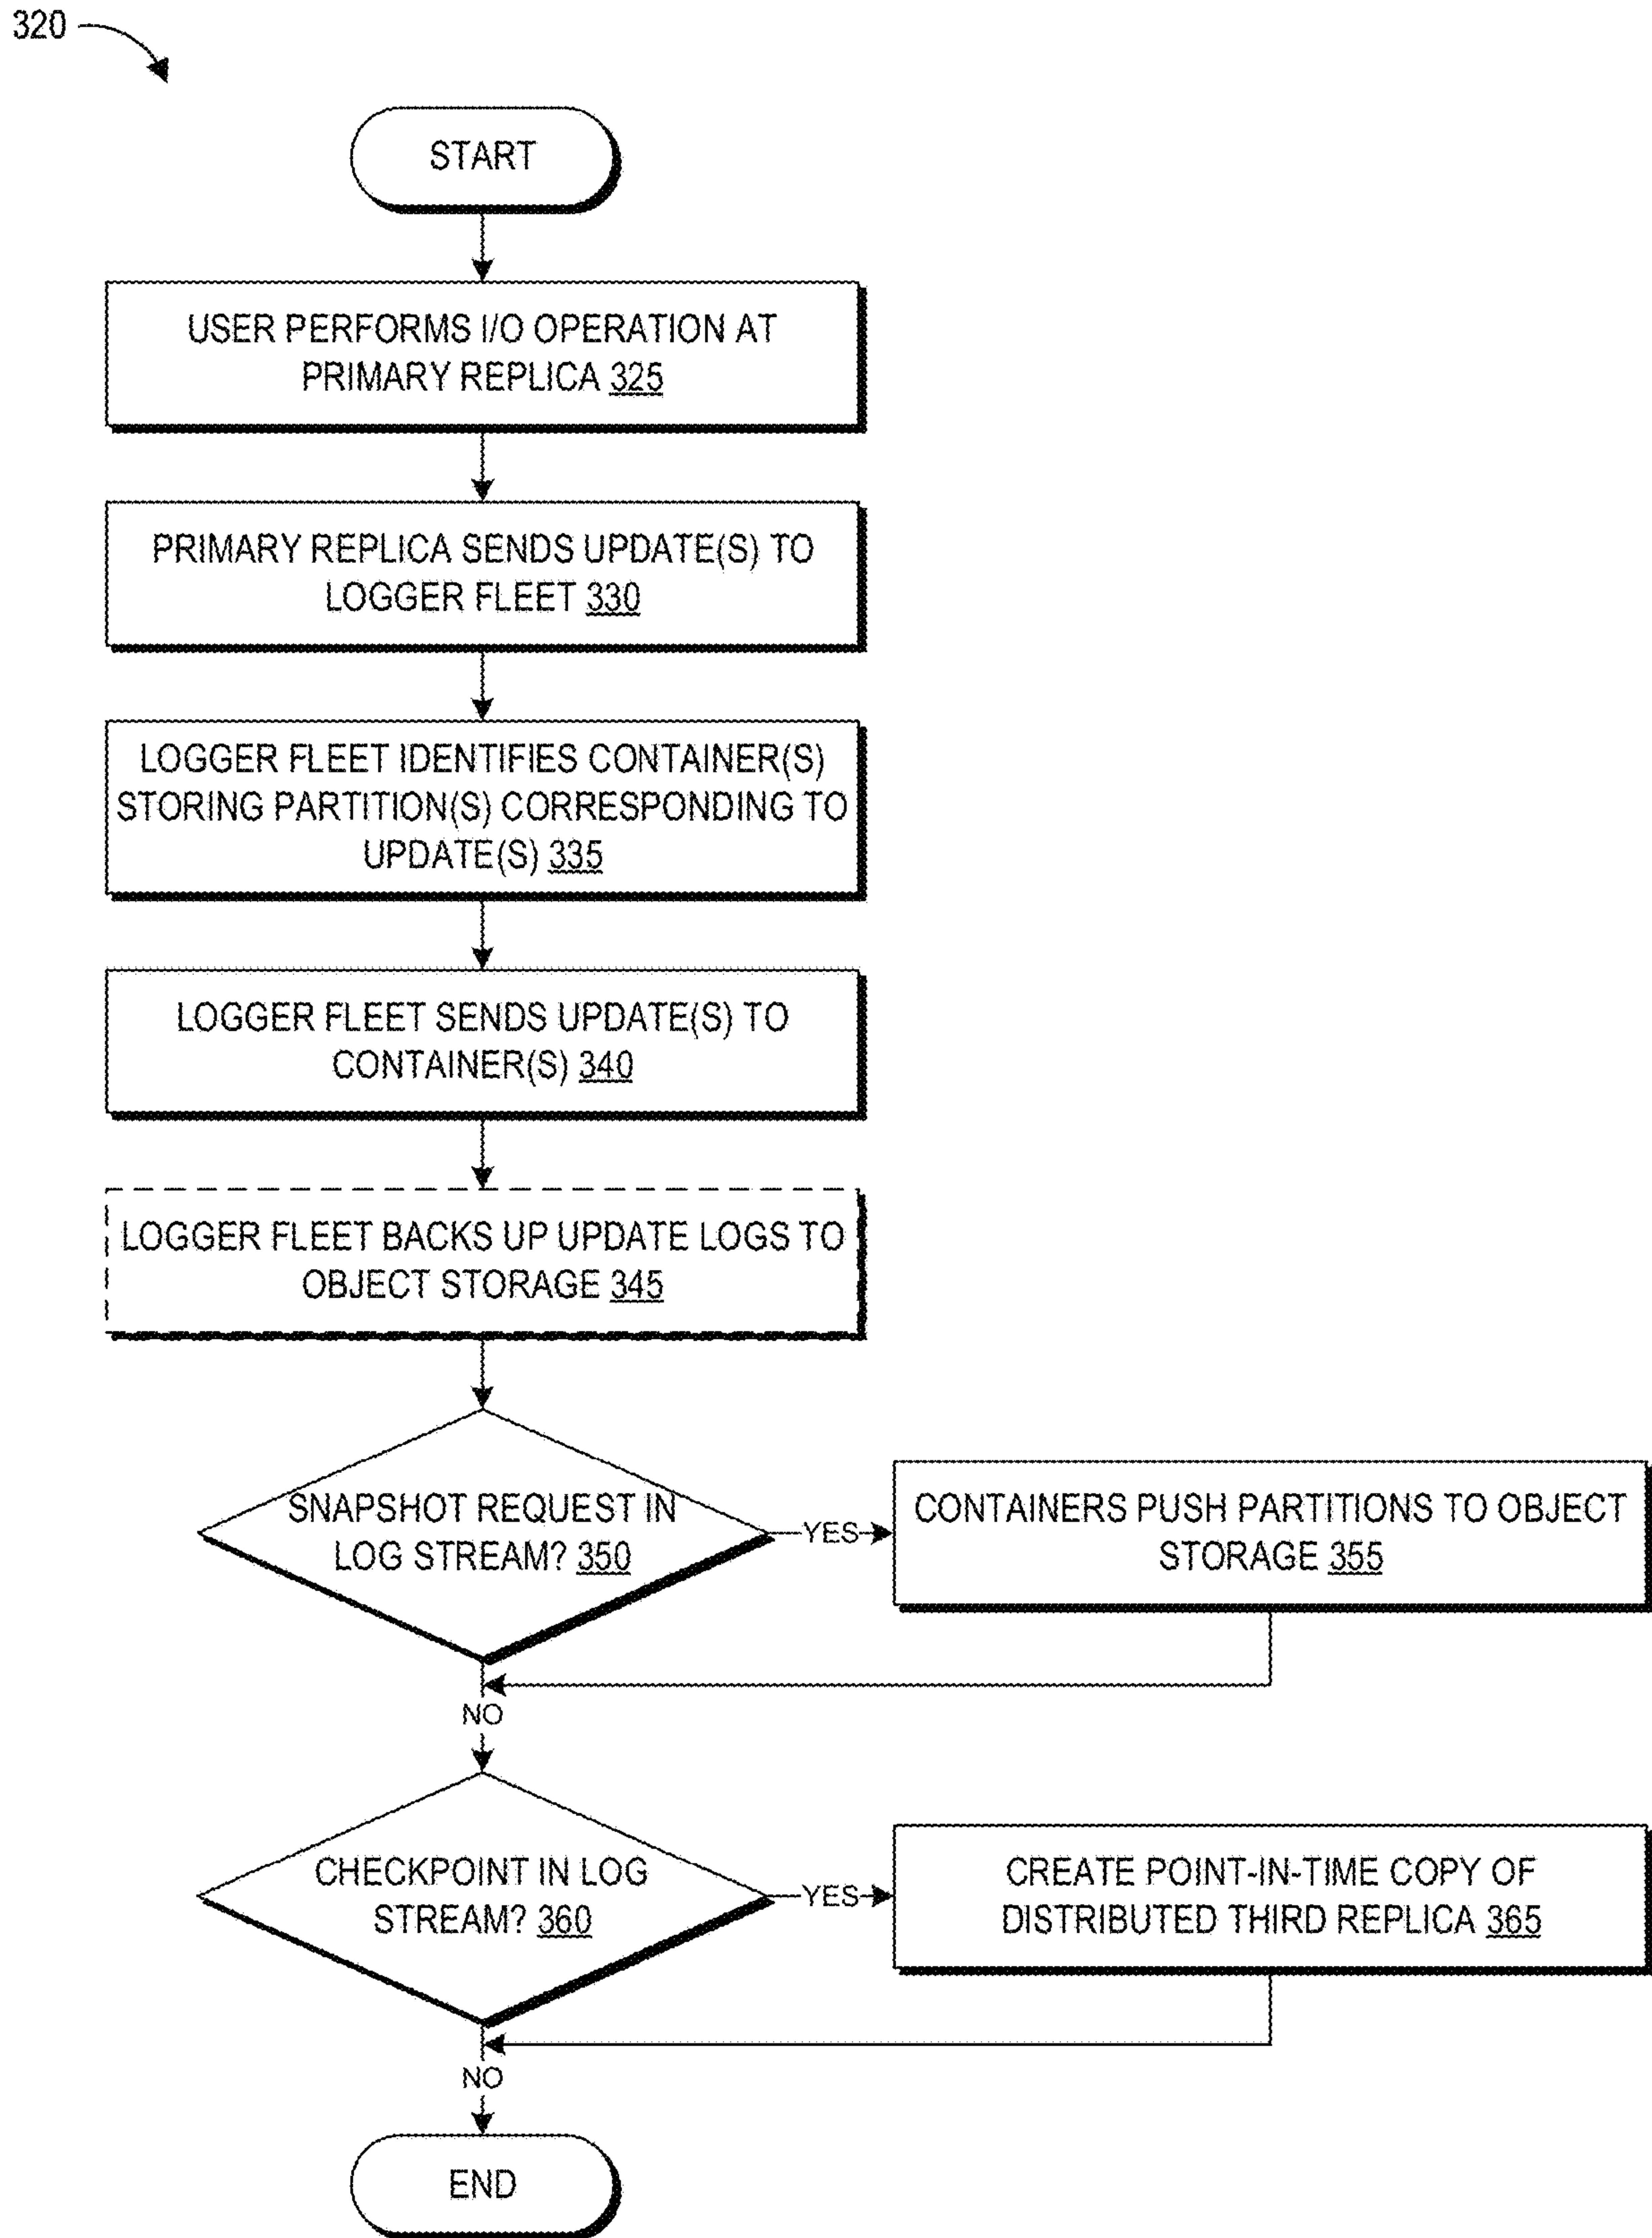 320
START
USER PERFORMS I/O OPERATION AT
PRIMARY REPLICA 325
PRIMARY REPLICA SENDS UPDATE(S) TO
LOGGER FLEET 330
LOGGER FLEET IDENTIFIES CONTAINER(S)
STORING PARTITION(S) CORRESPONDING TO
UPDATE(S) 335
LOGGER FLEET SENDS UPDATE(S) TO
CONTAINER(S) 340
LOGGER FLEET BACKS UP UPDATE LOGS TO
OBJECT STORAGE 345
SNAPSHOT REQUEST IN
LOG STREAM? 350
YES
CONTAINERS PUSH PARTITIONS TO OBJECT
STORAGE 355
NO
CHECKPOINT IN LOG
STREAM? 360
YES
CREATE POINT-IN-TIME COPY OF
DISTRIBUTED THIRD REPLICA 365
NO
END